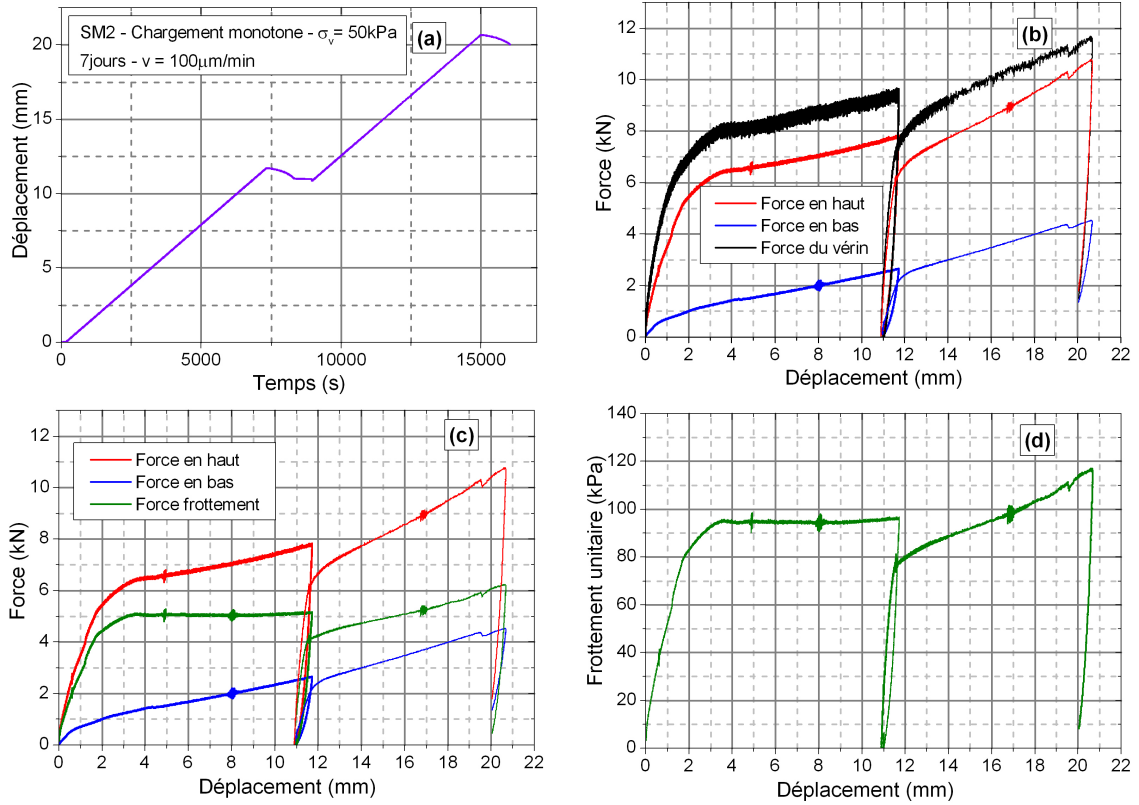 SM2 - Chargement monotone - σv= 50kPa
7jours - v = 100µm/min
(a)
Déplacement (mm)
20
15
10
5
0
0 5000 10000 15000
Temps (s)
(b)
Force (kN)
12
10
8
6
4
2
0
Force en haut
Force en bas
Force du vérin
0 2 4 6 8 10 12 14 16 18 20 22
Déplacement (mm)
(c)
Force (kN)
12
10
8
6
4
2
0
Force en haut
Force en bas
Force frottement
0 2 4 6 8 10 12 14 16 18 20 22
Déplacement (mm)
(d)
Frottement unitaire (kPa)
140
120
100
80
60
40
20
0
0 2 4 6 8 10 12 14 16 18 20 22
Déplacement (mm)